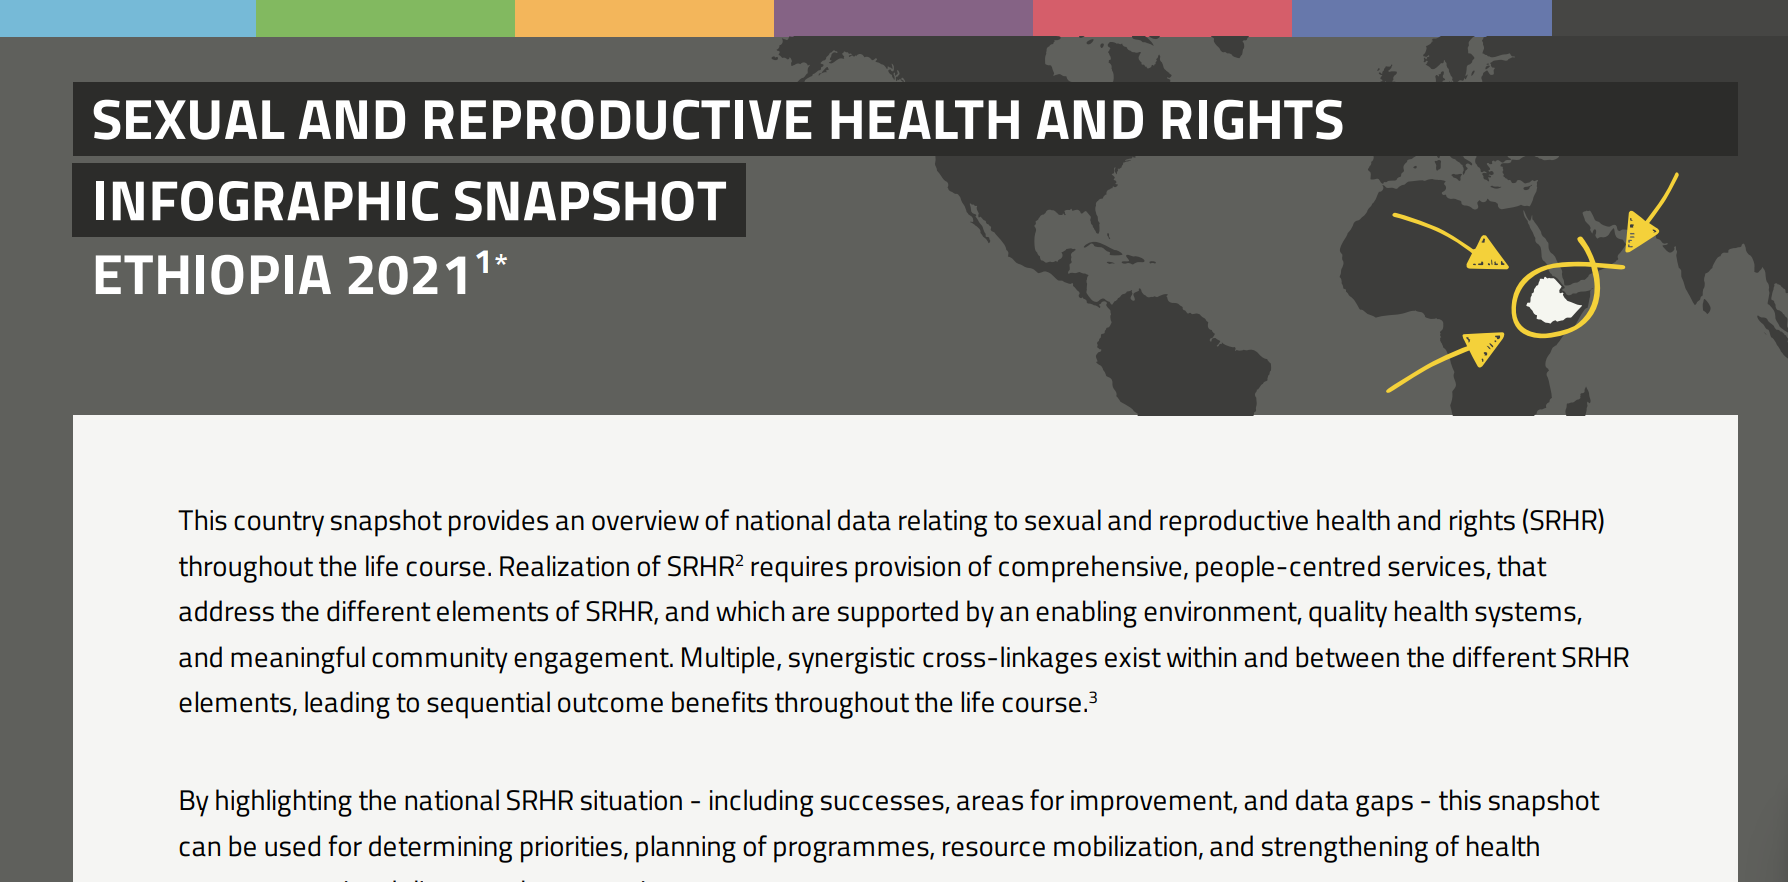 SEXUAL AND REPRODUCTIVE HEALTH AND RIGHTS
INFOGRAPHIC SNAPSHOT
ETHIOPIA 2021¹*
This country snapshot provides an overview of national data relating to sexual and reproductive health and rights (SRHR)
throughout the life course. Realization of SRHR² requires provision of comprehensive, people-centred services, that
address the different elements of SRHR, and which are supported by an enabling environment, quality health systems,
and meaningful community engagement. Multiple, synergistic cross-linkages exist within and between the different SRHR
elements, leading to sequential outcome benefits throughout the life course.³
By highlighting the national SRHR situation - including successes, areas for improvement, and data gaps - this snapshot
can be used for determining priorities, planning of programmes, resource mobilization, and strengthening of health